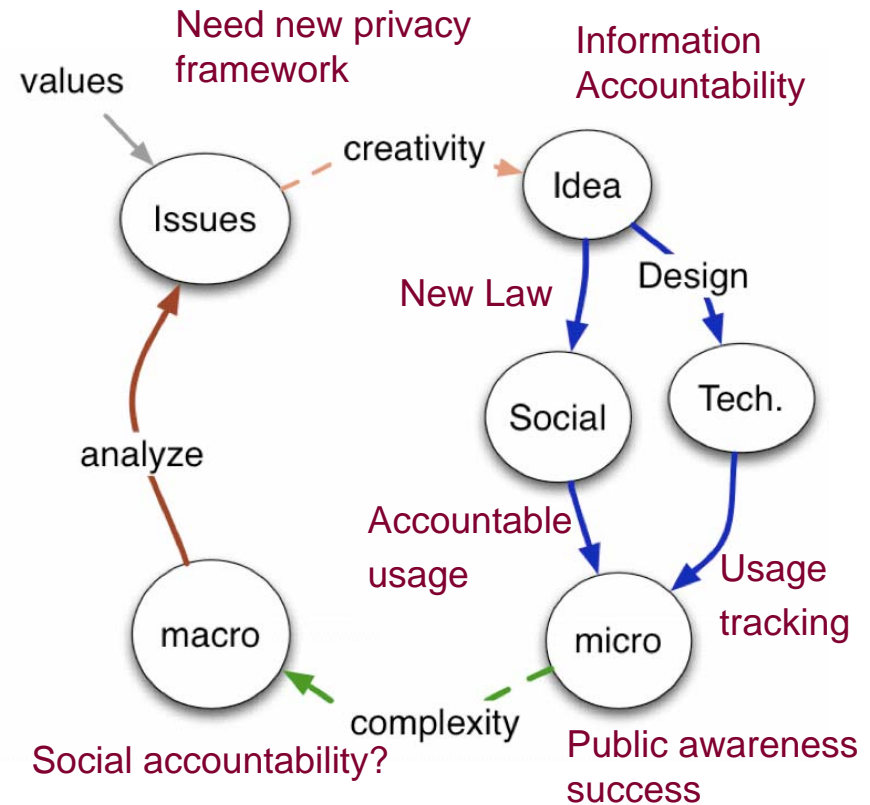 Need new privacy
framework
Information
Accountability
values
creativity
Idea
Issues
Design
New Law
Tech.
Social
analyze
Accountable
usage
Usage
tracking
macro
micro
complexity
Social accountability?
Public awareness
success